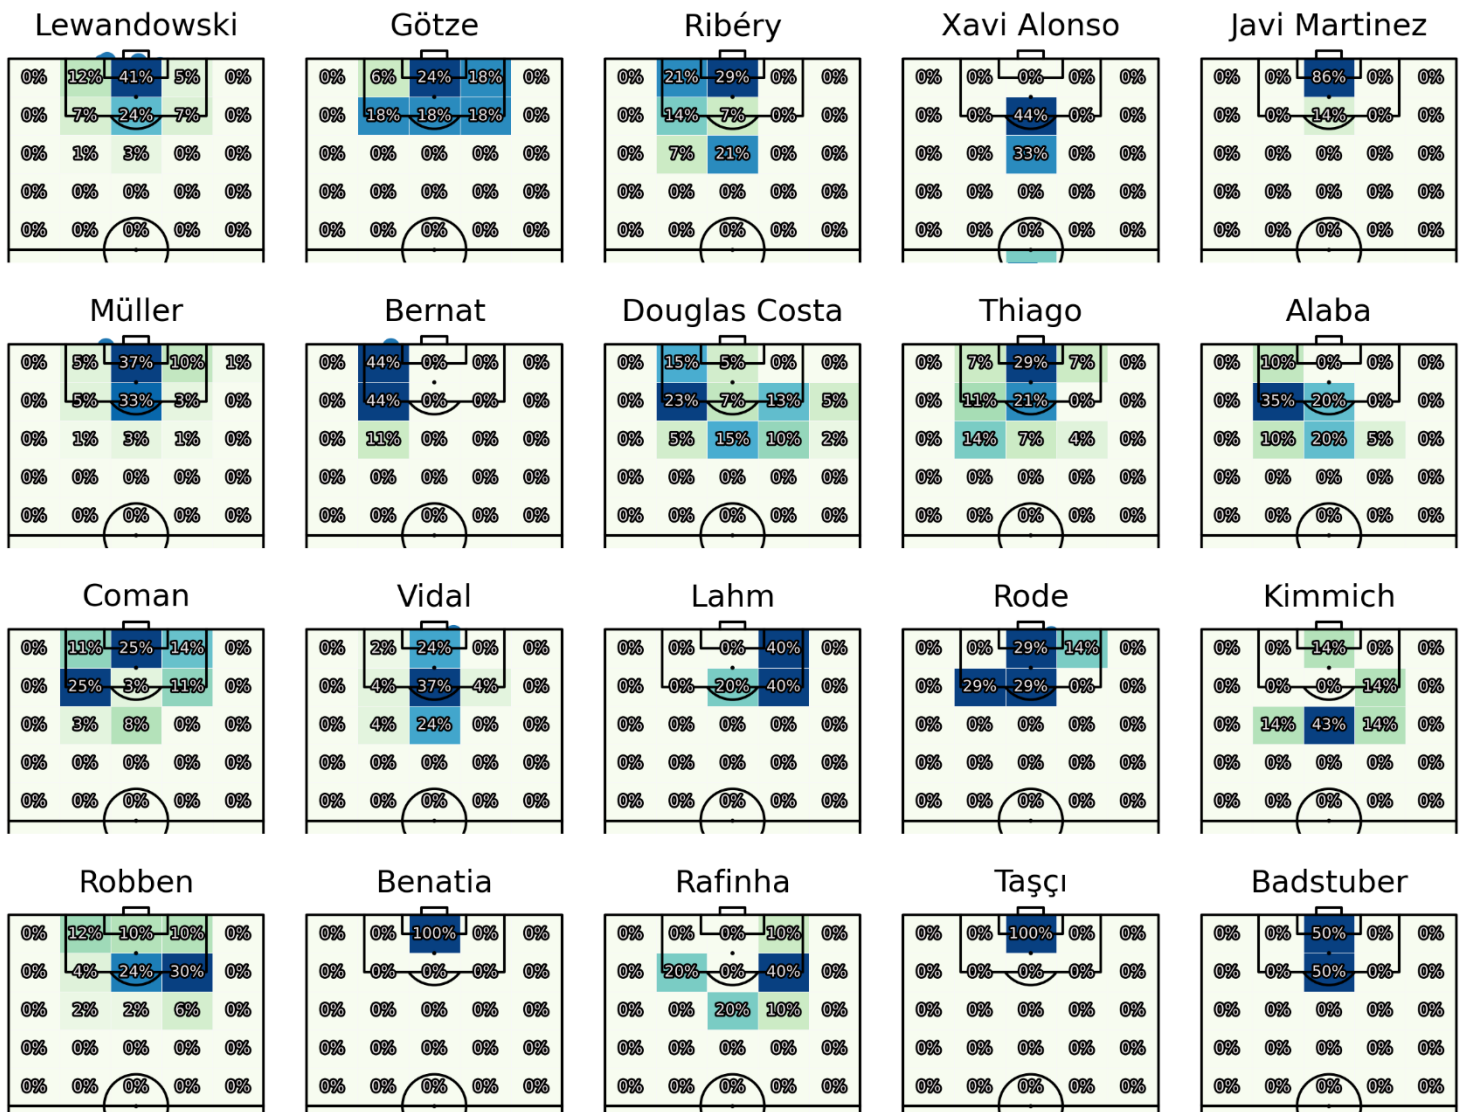 Lewandowski Götze Ribéry Xavi Alonso Javi Martinez
0% 12% 41% 5% 0% 0% 6% 24% 18% 0% 0% 21% 29% 0% 0% 0% 0% 0% 0% 0% 0% 0% 86% 0% 0%
0% 7% 24% 7% 0% 0% 18% 18% 18% 0% 0% 14% 7% 0% 0% 0% 0% 44% 0% 0% 0% 0% 14% 0% 0%
0% 1% 3% 0% 0% 0% 0% 0% 0% 0% 0% 7% 21% 0% 0% 0% 0% 33% 0% 0% 0% 0% 0% 0% 0%
0% 0% 0% 0% 0% 0% 0% 0% 0% 0% 0% 0% 0% 0% 0% 0% 0% 0% 0% 0% 0% 0% 0% 0% 0%
0% 0% 0% 0% 0% 0% 0% 0% 0% 0% 0% 0% 0% 0% 0% 0% 0% 0% 0% 0% 0% 0% 0% 0% 0%
Müller Bernat Douglas Costa Thiago Alaba
0% 5% 37% 10% 1% 0% 44% 0% 0% 0% 0% 15% 5% 0% 0% 0% 7% 29% 7% 0% 0% 10% 0% 0% 0%
0% 5% 33% 3% 0% 0% 44% 0% 0% 0% 0% 23% 7% 13% 5% 0% 11% 21% 0% 0% 0% 35% 20% 0% 0%
0% 1% 3% 1% 0% 0% 11% 0% 0% 0% 0% 5% 15% 10% 2% 0% 14% 7% 4% 0% 0% 10% 20% 5% 0%
0% 0% 0% 0% 0% 0% 0% 0% 0% 0% 0% 0% 0% 0% 0% 0% 0% 0% 0% 0% 0% 0% 0% 0% 0%
0% 0% 0% 0% 0% 0% 0% 0% 0% 0% 0% 0% 0% 0% 0% 0% 0% 0% 0% 0% 0% 0% 0% 0% 0%
Coman Vidal Lahm Rode Kimmich
0% 11% 25% 14% 0% 0% 2% 24% 0% 0% 0% 0% 0% 40% 0% 0% 0% 29% 14% 0% 0% 0% 14% 0% 0%
0% 25% 3% 11% 0% 0% 4% 37% 4% 0% 0% 0% 20% 40% 0% 0% 29% 29% 0% 0% 0% 0% 0% 14% 0%
0% 3% 8% 0% 0% 0% 4% 24% 0% 0% 0% 0% 0% 0% 0% 0% 0% 0% 0% 0% 0% 14% 43% 14% 0%
0% 0% 0% 0% 0% 0% 0% 0% 0% 0% 0% 0% 0% 0% 0% 0% 0% 0% 0% 0% 0% 0% 0% 0% 0%
0% 0% 0% 0% 0% 0% 0% 0% 0% 0% 0% 0% 0% 0% 0% 0% 0% 0% 0% 0% 0% 0% 0% 0% 0%
Robben Benatia Rafinha Taşçı Badstuber
0% 12% 10% 10% 0% 0% 0% 100% 0% 0% 0% 0% 0% 10% 0% 0% 0% 100% 0% 0% 0% 0% 50% 0% 0%
0% 4% 24% 30% 0% 0% 0% 0% 0% 0% 0% 20% 0% 40% 0% 0% 0% 0% 0% 0% 0% 0% 50% 0% 0%
0% 2% 2% 6% 0% 0% 0% 0% 0% 0% 0% 0% 20% 10% 0% 0% 0% 0% 0% 0% 0% 0% 0% 0% 0%
0% 0% 0% 0% 0% 0% 0% 0% 0% 0% 0% 0% 0% 0% 0% 0% 0% 0% 0% 0% 0% 0% 0% 0% 0%
0% 0% 0% 0% 0% 0% 0% 0% 0% 0% 0% 0% 0% 0% 0% 0% 0% 0% 0% 0% 0% 0% 0% 0% 0%